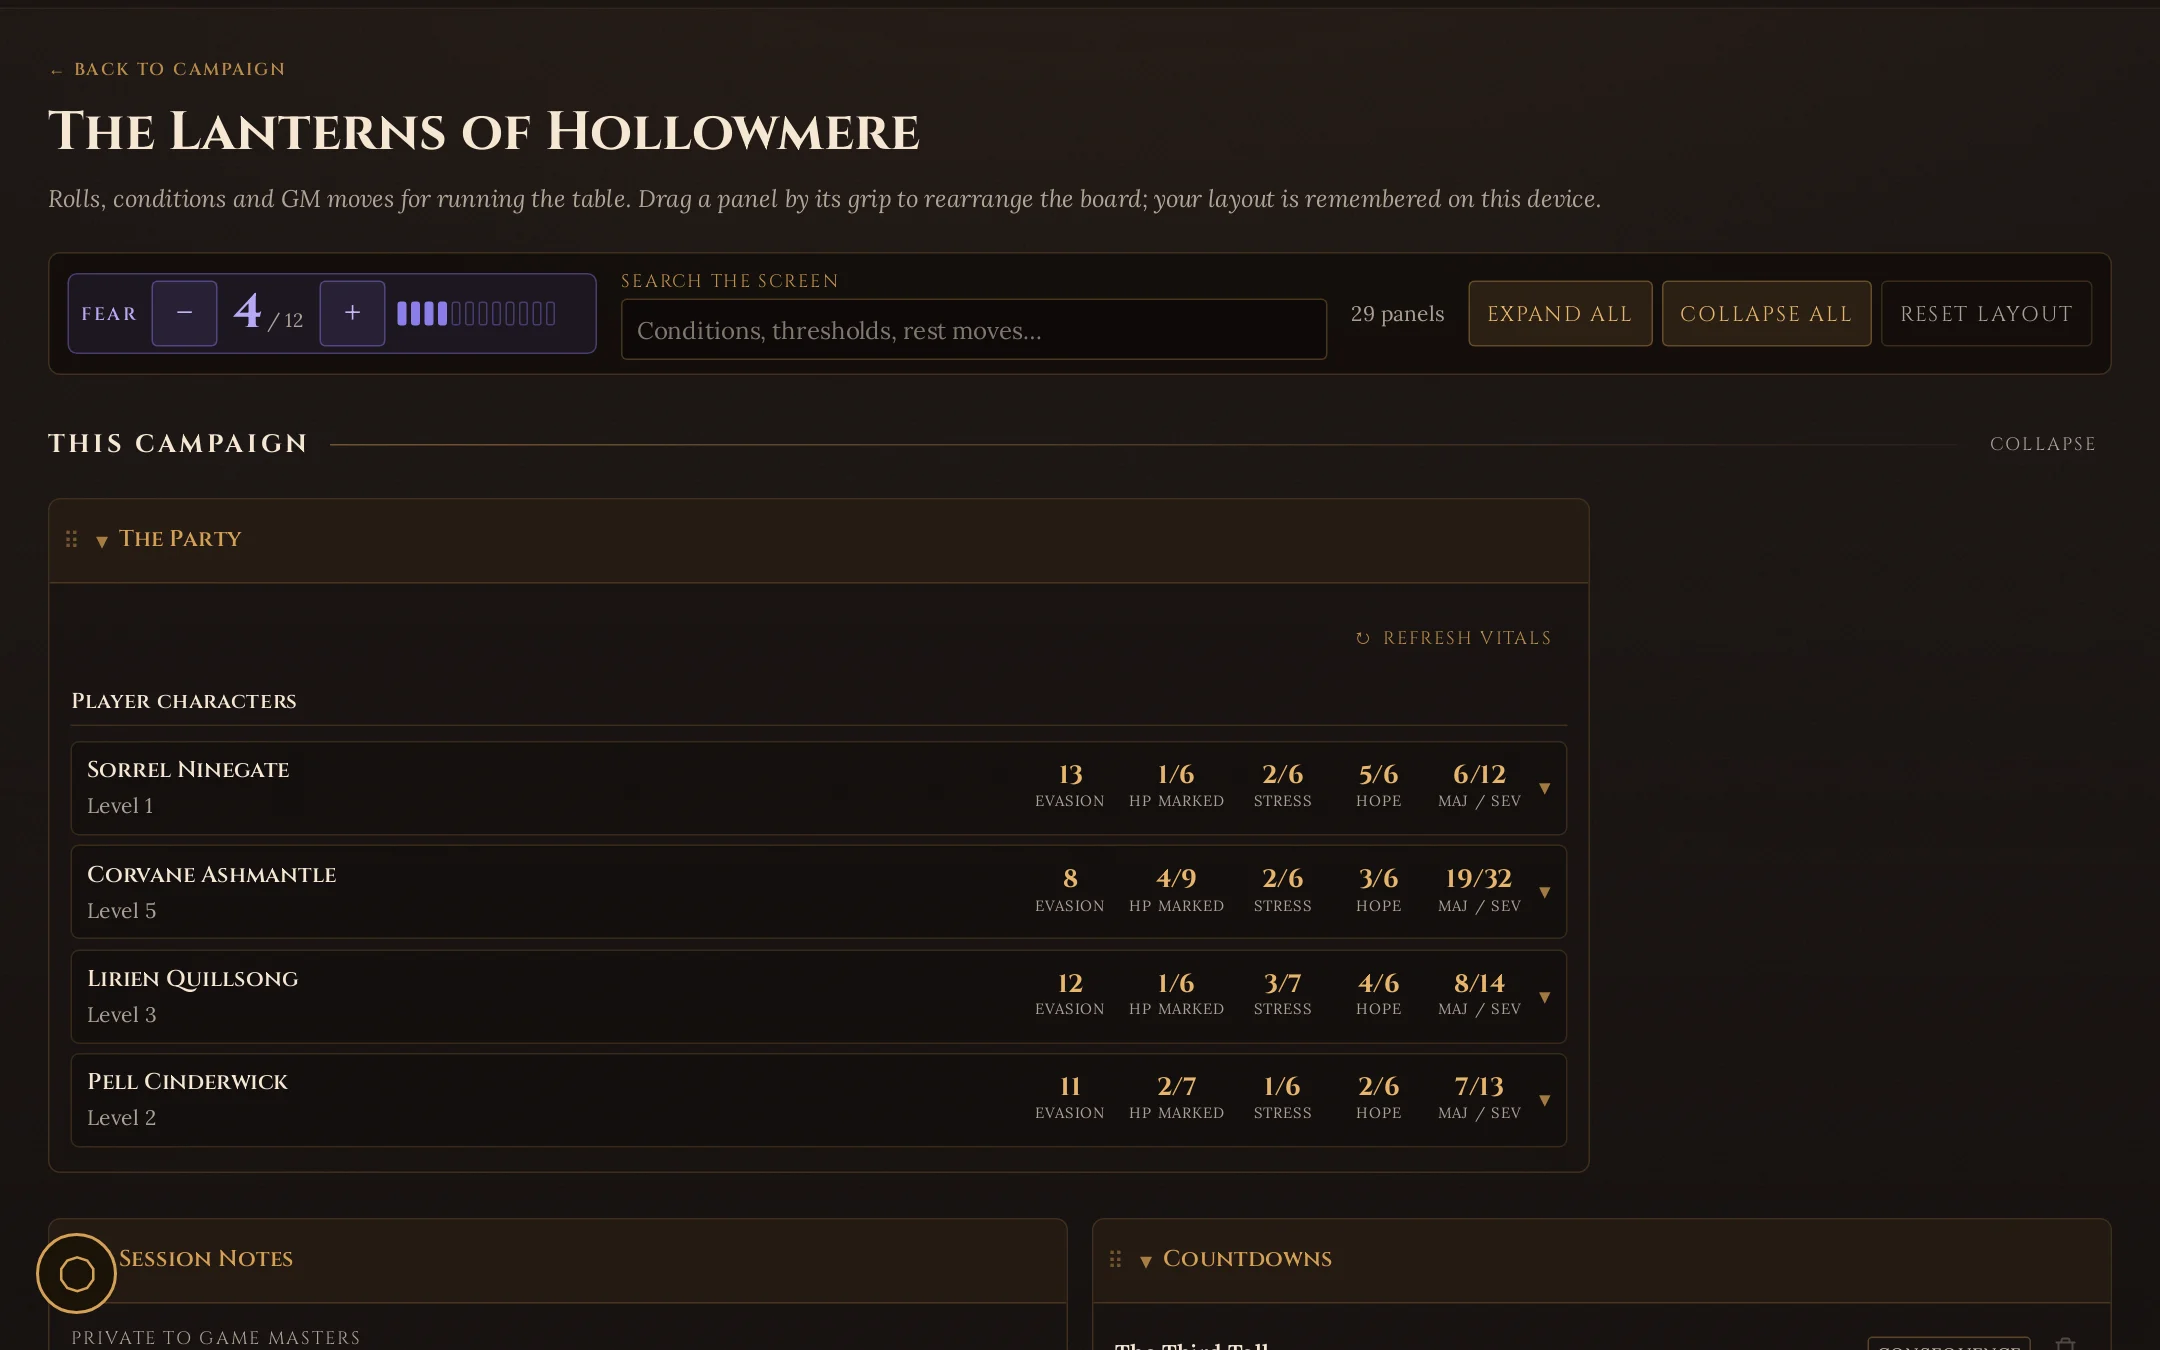 ← BACK TO CAMPAIGN
THE LANTERNS OF HOLLOWMERE
Rolls, conditions and GM moves for running the table. Drag a panel by its grip to rearrange the board; your layout is remembered on this device.
FEAR − 4 / 12 +
SEARCH THE SCREEN
Conditions, thresholds, rest moves...
29 panels
EXPAND ALL
COLLAPSE ALL
RESET LAYOUT
THIS CAMPAIGN
COLLAPSE
THE PARTY
↻ REFRESH VITALS
PLAYER CHARACTERS
SORREL NINEGATE
Level 1
13 1/6 2/6 5/6 6/12
EVASION HP MARKED STRESS HOPE MAJ / SEV
CORVANE ASHMANTLE
Level 5
8 4/9 2/6 3/6 19/32
EVASION HP MARKED STRESS HOPE MAJ / SEV
LIRIEN QUILLSONG
Level 3
12 1/6 3/7 4/6 8/14
EVASION HP MARKED STRESS HOPE MAJ / SEV
PELL CINDERWICK
Level 2
11 2/7 1/6 2/6 7/13
EVASION HP MARKED STRESS HOPE MAJ / SEV
SESSION NOTES
PRIVATE TO GAME MASTERS
COUNTDOWNS
The Third Toll
CONSEQUENCE